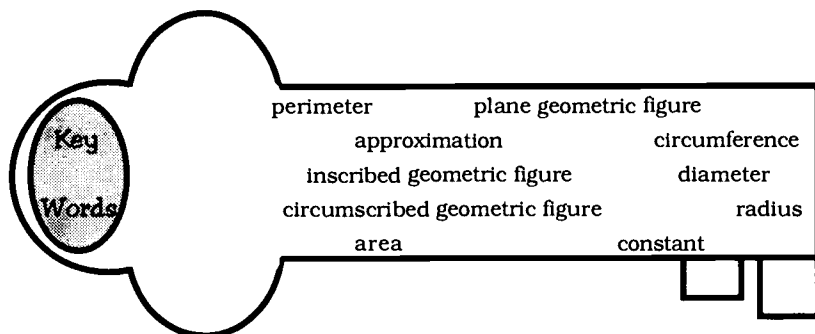 Key
Words
perimeter plane geometric figure
approximation circumference
inscribed geometric figure diameter
circumscribed geometric figure radius
area constant